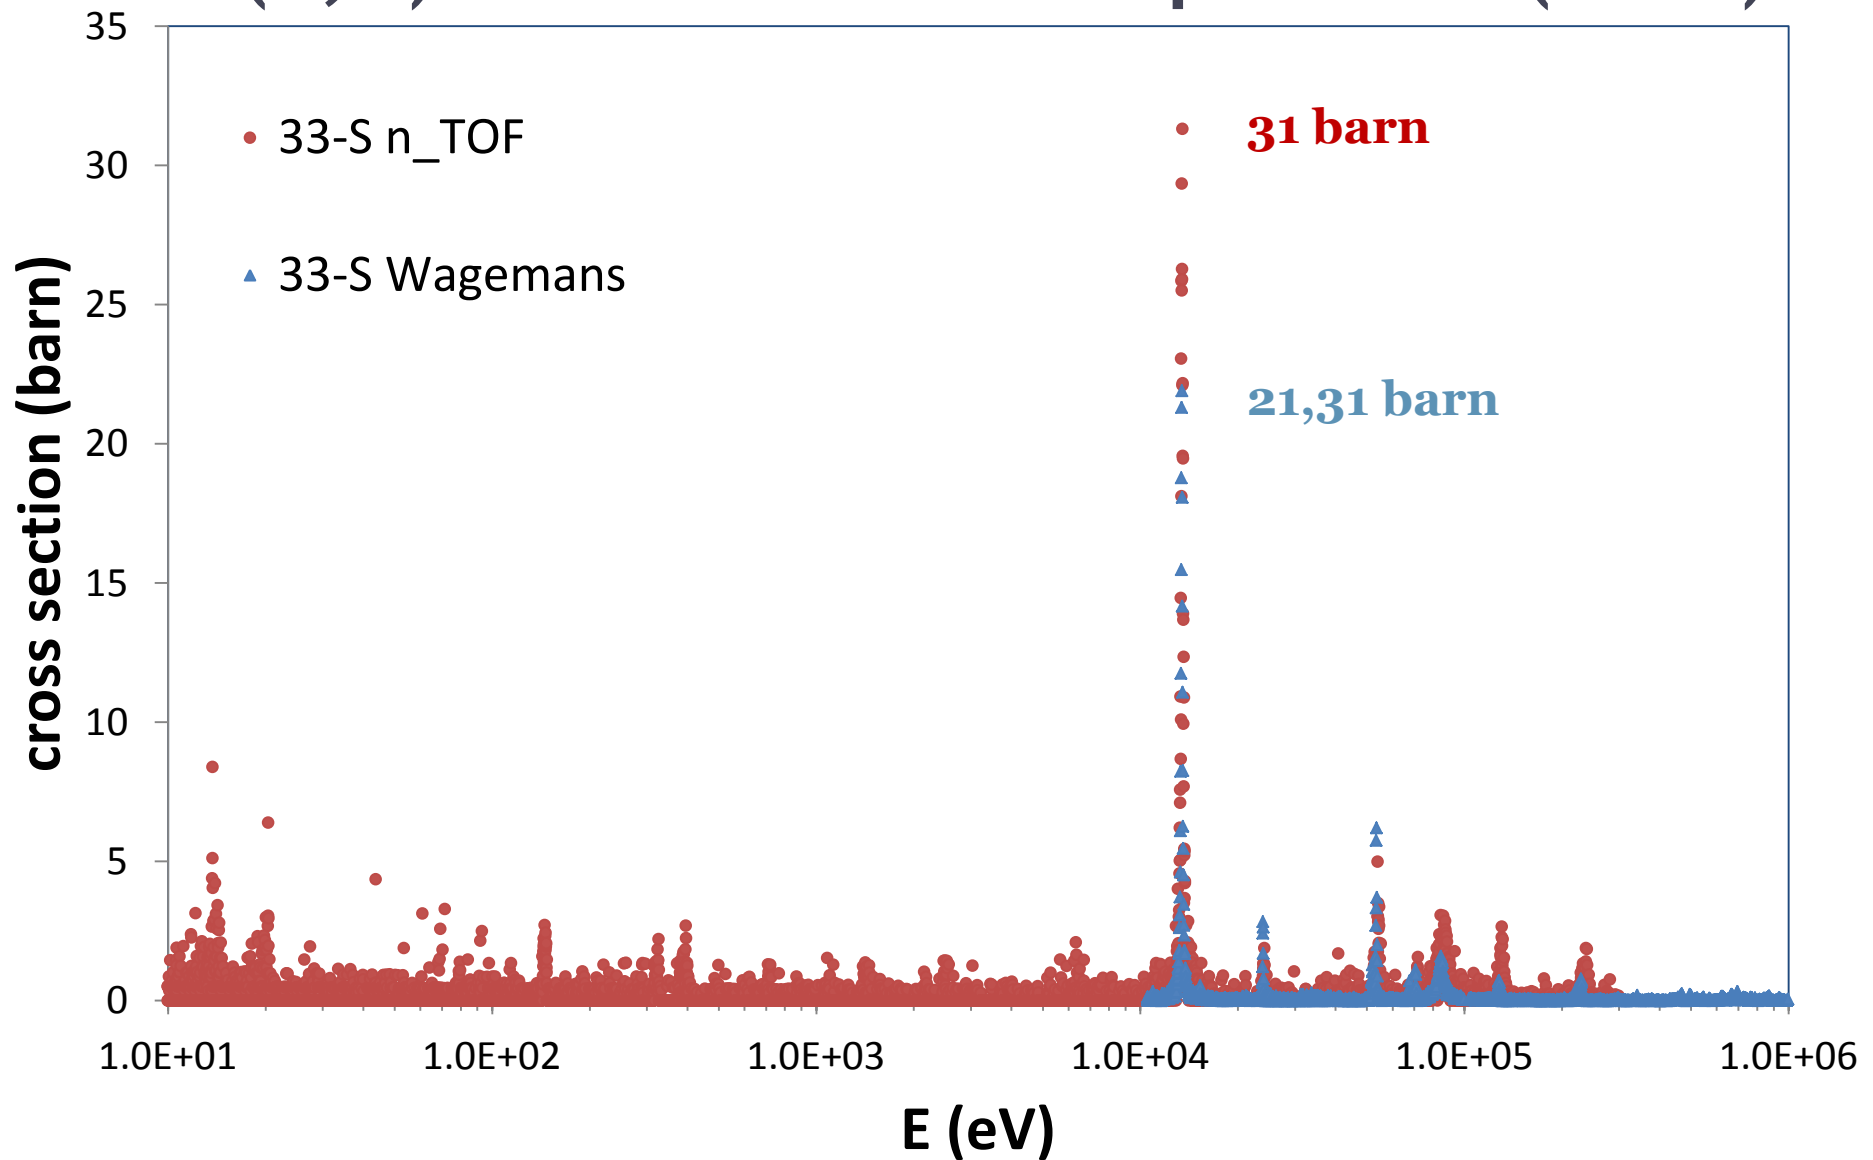 35
33-S n_TOF
31 barn
30
33-S Wagemans
25
21,31 barn
20
15
10
5
0
cross section (barn)
1.0E+01 1.0E+02 1.0E+03 1.0E+04 1.0E+05 1.0E+06
E (eV)